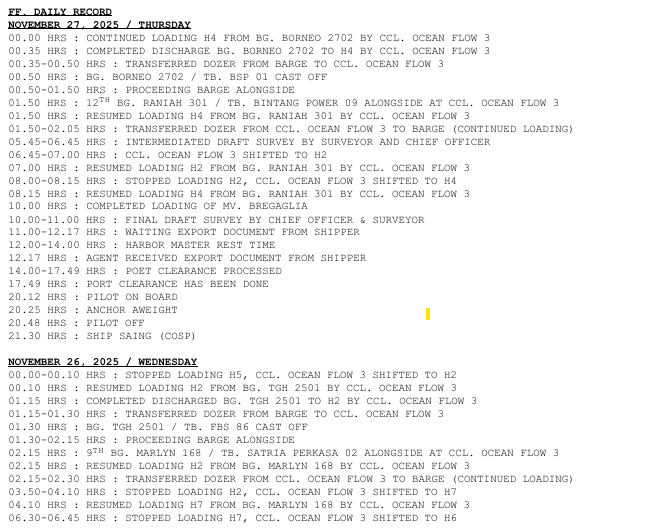 FF. DAILY RECORD
NOVEMBER 27, 2025 / THURSDAY
00.00 HRS : CONTINUED LOADING H4 FROM BG. BORNEO 2702 BY CCL. OCEAN FLOW 3
00.35 HRS : COMPLETED DISCHARGE BG. BORNEO 2702 TO H4 BY CCL. OCEAN FLOW 3
00.35-00.50 HRS : TRANSFERRED DOZER FROM BARGE TO CCL. OCEAN FLOW 3
00.50 HRS : BG. BORNEO 2702 / TB. BSP 01 CAST OFF
00.50-01.50 HRS : PROCEEDING BARGE ALONGSIDE
01.50 HRS : 12TH BG. RANIAH 301 / TB. BINTANG POWER 09 ALONGSIDE AT CCL. OCEAN FLOW 3
01.50 HRS : RESUMED LOADING H4 FROM BG. RANIAH 301 BY CCL. OCEAN FLOW 3
01.50-02.05 HRS : TRANSFERRED DOZER FROM CCL. OCEAN FLOW 3 TO BARGE (CONTINUED LOADING)
05.45-06.45 HRS : INTERMEDIATED DRAFT SURVEY BY SURVEYOR AND CHIEF OFFICER
06.45-07.00 HRS : CCL. OCEAN FLOW 3 SHIFTED TO H2
07.00 HRS : RESUMED LOADING H2 FROM BG. RANIAH 301 BY CCL. OCEAN FLOW 3
08.00-08.15 HRS : STOPPED LOADING H2, CCL. OCEAN FLOW 3 SHIFTED TO H4
08.15 HRS : RESUMED LOADING H4 FROM BG. RANIAH 301 BY CCL. OCEAN FLOW 3
10.00 HRS : COMPLETED LOADING OF MV. BREGAGLIA
10.00-11.00 HRS : FINAL DRAFT SURVEY BY CHIEF OFFICER & SURVEYOR
11.00-12.17 HRS : WAITING EXPORT DOCUMENT FROM SHIPPER
12.00-14.00 HRS : HARBOR MASTER REST TIME
12.17 HRS : AGENT RECEIVED EXPORT DOCUMENT FROM SHIPPER
14.00-17.49 HRS : POET CLEARANCE PROCESSED
17.49 HRS : PORT CLEARANCE HAS BEEN DONE
20.12 HRS : PILOT ON BOARD
20.25 HRS : ANCHOR AWEIGHT
20.48 HRS : PILOT OFF
21.30 HRS : SHIP SAING (COSP)
NOVEMBER 26, 2025 / WEDNESDAY
00.00-00.10 HRS : STOPPED LOADING H5, CCL. OCEAN FLOW 3 SHIFTED TO H2
00.10 HRS : RESUMED LOADING H2 FROM BG. TGH 2501 BY CCL. OCEAN FLOW 3
01.15 HRS : COMPLETED DISCHARGED BG. TGH 2501 TO H2 BY CCL. OCEAN FLOW 3
01.15-01.30 HRS : TRANSFERRED DOZER FROM BARGE TO CCL. OCEAN FLOW 3
01.30 HRS : BG. TGH 2501 / TB. FBS 86 CAST OFF
01.30-02.15 HRS : PROCEEDING BARGE ALONGSIDE
02.15 HRS : 9TH BG. MARLYN 168 / TB. SATRIA PERKASA 02 ALONGSIDE AT CCL. OCEAN FLOW 3
02.15 HRS : RESUMED LOADING H2 FROM BG. MARLYN 168 BY CCL. OCEAN FLOW 3
02.15-02.30 HRS : TRANSFERRED DOZER FROM CCL. OCEAN FLOW 3 TO BARGE (CONTINUED LOADING)
03.50-04.10 HRS : STOPPED LOADING H2, CCL. OCEAN FLOW 3 SHIFTED TO H7
04.10 HRS : RESUMED LOADING H7 FROM BG. MARLYN 168 BY CCL. OCEAN FLOW 3
06.30-06.45 HRS : STOPPED LOADING H7, CCL. OCEAN FLOW 3 SHIFTED TO H6